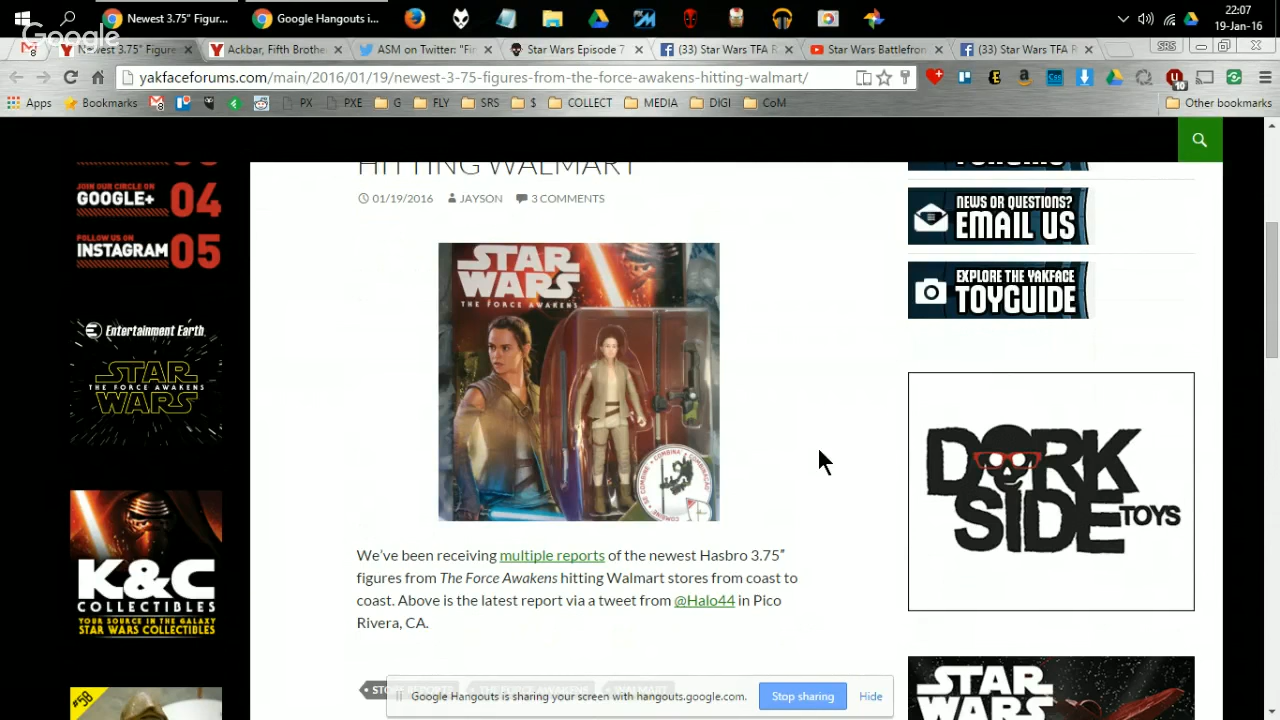 Newest 3.75" Figur...
Google Hangouts i...
22:07
19-Jan-16
Google
Newest 3.75" Figure
Ackbar, Fifth Brothe
ASM on Twitter: "Fir
Star Wars Episode 7
(33) Star Wars TFA R
Star Wars Battlefron
(33) Star Wars TFA R
SRS
yakfaceforums.com/main/2016/01/19/newest-3-75-figures-from-the-force-awakens-hitting-walmart/
Apps
Bookmarks
PX
PXE
G
FLY
SRS
$
COLLECT
MEDIA
DIGI
CoM
Other bookmarks
HITTING WALMART
01/19/2016
JAYSON
3 COMMENTS
JOIN OUR CIRCLE ON
GOOGLE+ 04
FOLLOW US ON
INSTAGRAM 05
Entertainment Earth
STAR
THE FORCE AWAKENS
WARS
K&C
COLLECTIBLES
YOUR SOURCE IN THE GALAXY
STAR WARS COLLECTIBLES
#58
STAR
WARS
THE FORCE AWAKENS
We've been receiving multiple reports of the newest Hasbro 3.75"
figures from The Force Awakens hitting Walmart stores from coast to
coast. Above is the latest report via a tweet from @Halo44 in Pico
Rivera, CA.
NEWS OR QUESTIONS?
EMAIL US
EXPLORE THE YAKFACE
TOYGUIDE
DORK
SIDE TOYS
STAR
WARS
Google Hangouts is sharing your screen with hangouts.google.com.
Stop sharing
Hide